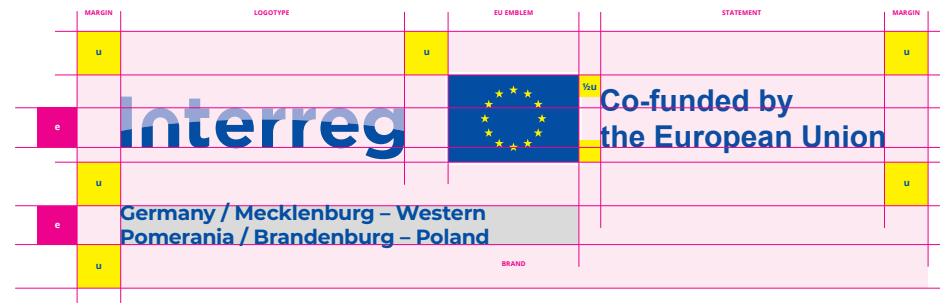 MARGIN LOGOTYPE EU EMBLEM STATEMENT MARGIN
u u u
½u
Interreg Co-funded by
the European Union
e
u u
e
Germany / Mecklenburg – Western
Pomerania / Brandenburg – Poland
u
BRAND